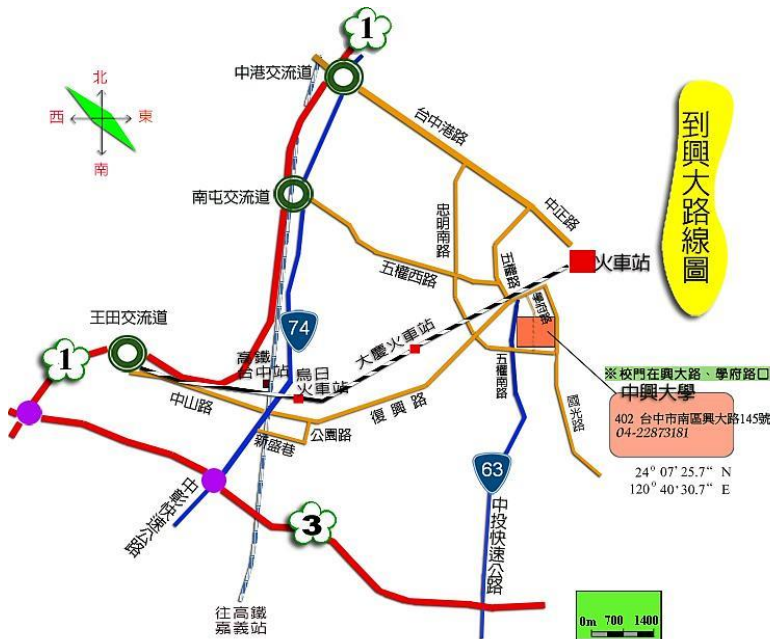 1
中港交流道
北
西
東
南
台中港路
到興大路線圖
南屯交流道
忠明南路
中正路
火車站
五權西路
五權路
學府路
74
王田交流道
大慶火車站
1
高鐵
台中站
烏日
火車站
五權南路
※校門在興大路、學府路口
中興大學
402 台中市南區興大路145號
04-22873181
中山路
復興路
公園路
新盛巷
國光路
24° 07' 25.7" N
120° 40' 30.7" E
63
中彰快速公路
3
中投快速公路
往高鐵
嘉義站
0m 700 1400